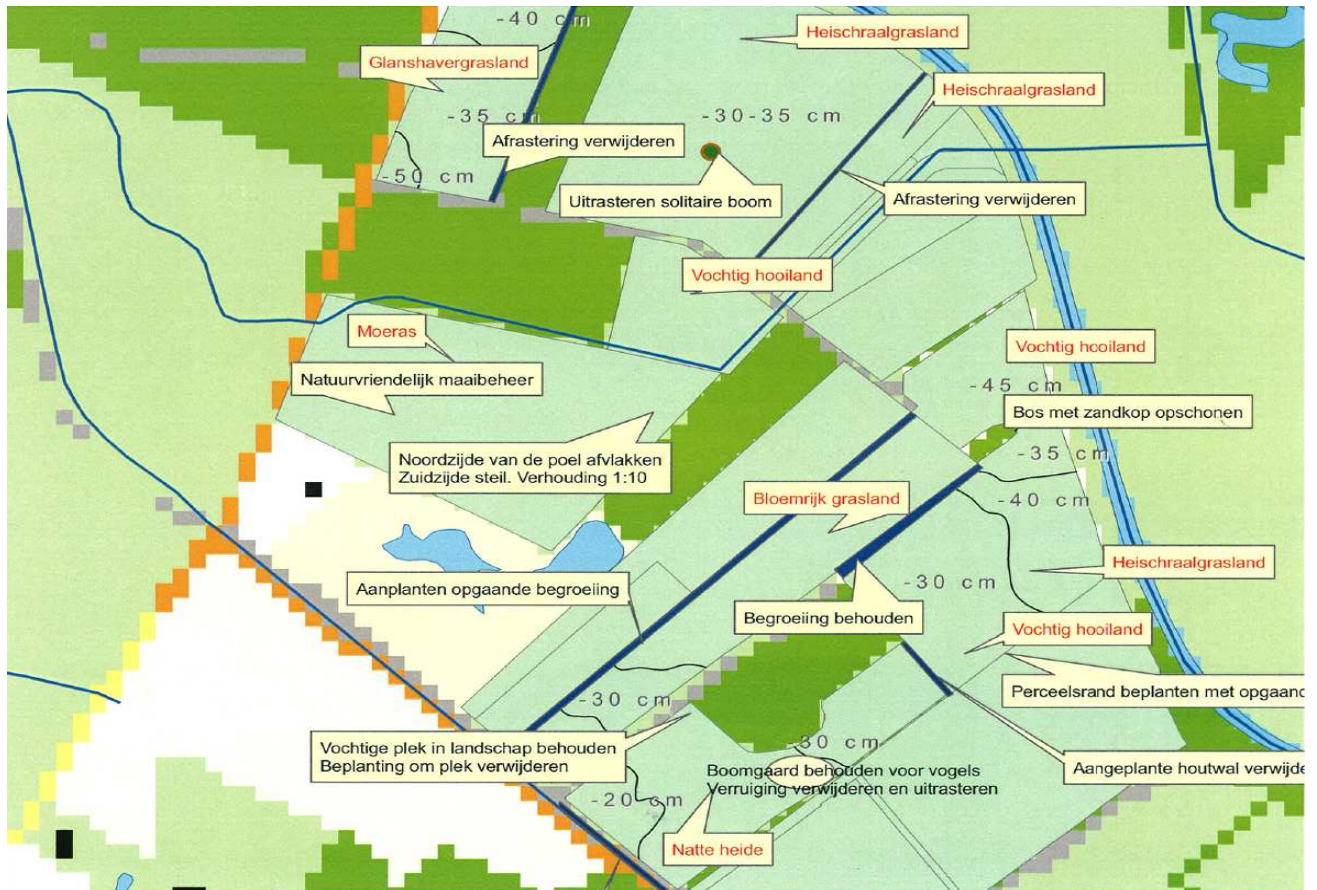 -40 cm
Heischraalgrasland
Glanshavergrasland
Heischraalgrasland
-35 cm
-30-35 cm
Afrastering verwijderen
-50 cm
Uitrasteren solitaire boom
Afrastering verwijderen
Vochtig hooiland
Moeras
Vochtig hooiland
Natuurvriendelijk maaibeheer
-45 cm
Bos met zandkop opschonen
Noordzijde van de poel afvlakken
Zuidzijde steil. Verhouding 1:10
-35 cm
Bloemrijk grasland
-40 cm
Heischraalgrasland
Aanplanten opgaande begroeiing
-30 cm
Begroeiing behouden
Vochtig hooiland
-30 cm
Perceelsrand beplanten met opgaand
Vochtige plek in landschap behouden
Beplanting om plek verwijderen
-30 cm
Boomgaard behouden voor vogels
Verruiging verwijderen en uitrasteren
Aangeplante houtwal verwijde
-20 cm
Natte heide